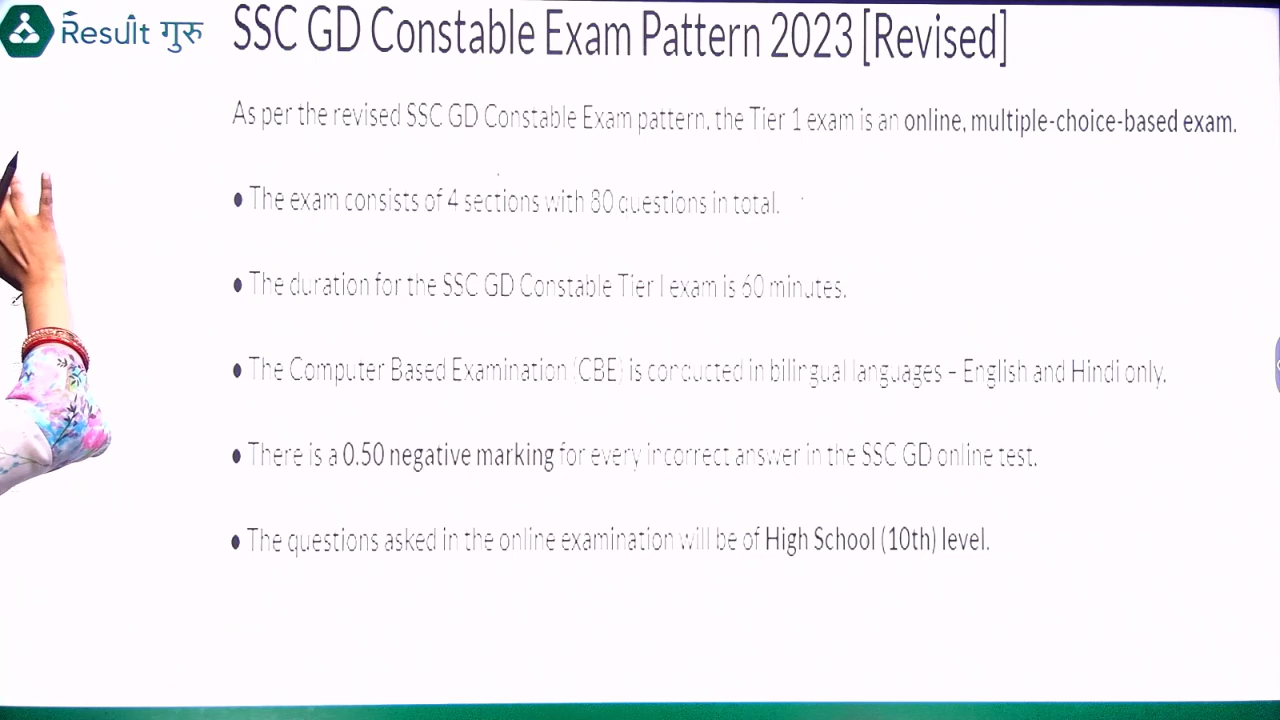 Result गुरु
SSC GD Constable Exam Pattern 2023 [Revised]
As per the revised SSC GD Constable Exam pattern, the Tier 1 exam is an online, multiple-choice-based exam.
● The exam consists of 4 sections with 80 questions in total.
● The duration for the SSC GD Constable Tier I exam is 60 minutes.
● The Computer Based Examination (CBE) is conducted in bilingual languages – English and Hindi only.
● There is a 0.50 negative marking for every incorrect answer in the SSC GD online test.
● The questions asked in the online examination will be of High School (10th) level.